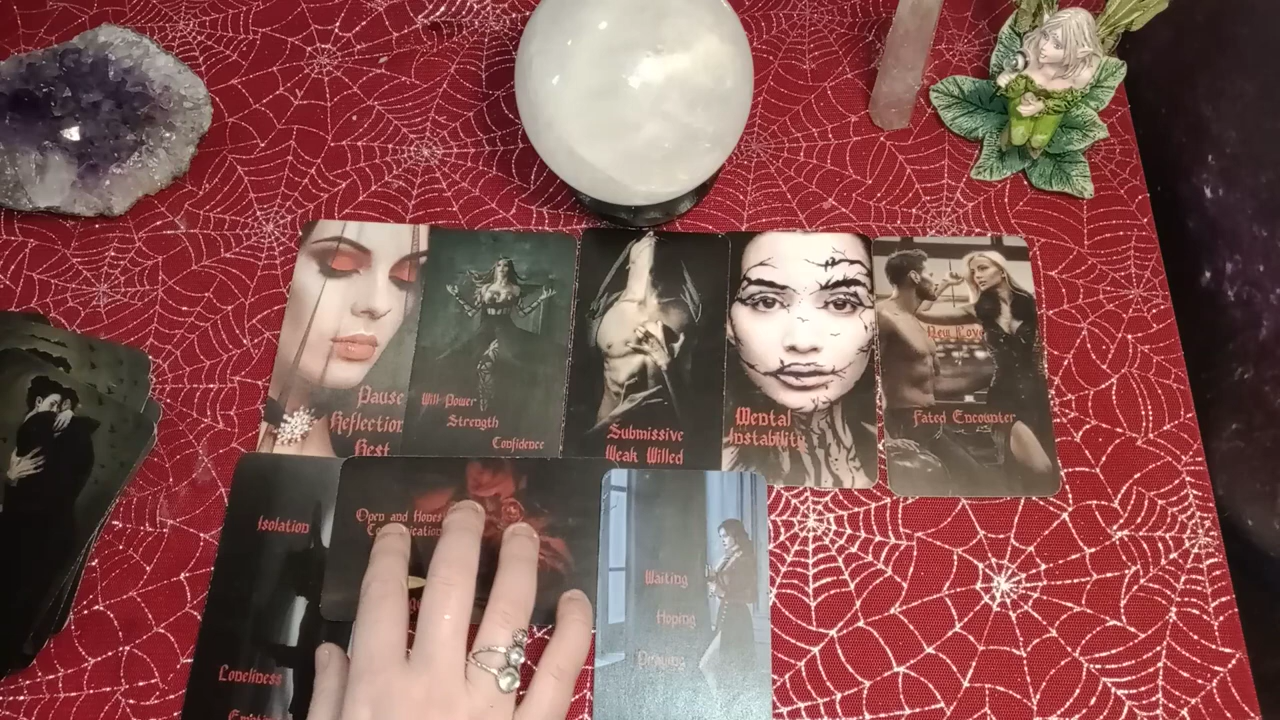 Pause
Reflection
Rest
Will Power
Strength
Confidence
Submissive
Weak Willed
Mental
Instability
New Love
Fated Encounter
Isolation
Loneliness
Open and Hones
Communication
Waiting
Hoping
Praying